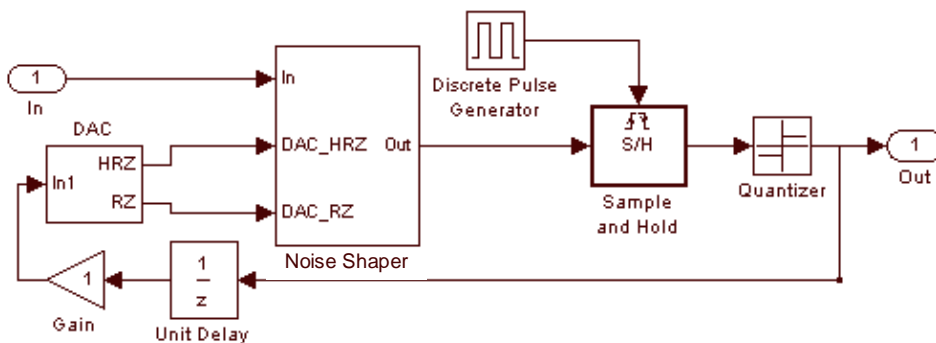 1
In
DAC
In1
HRZ
RZ
In
DAC_HRZ
DAC_RZ
Out
Noise Shaper
Discrete Pulse
Generator
S/H
Sample
and Hold
Quantizer
1
Out
1
Gain
1
z
Unit Delay